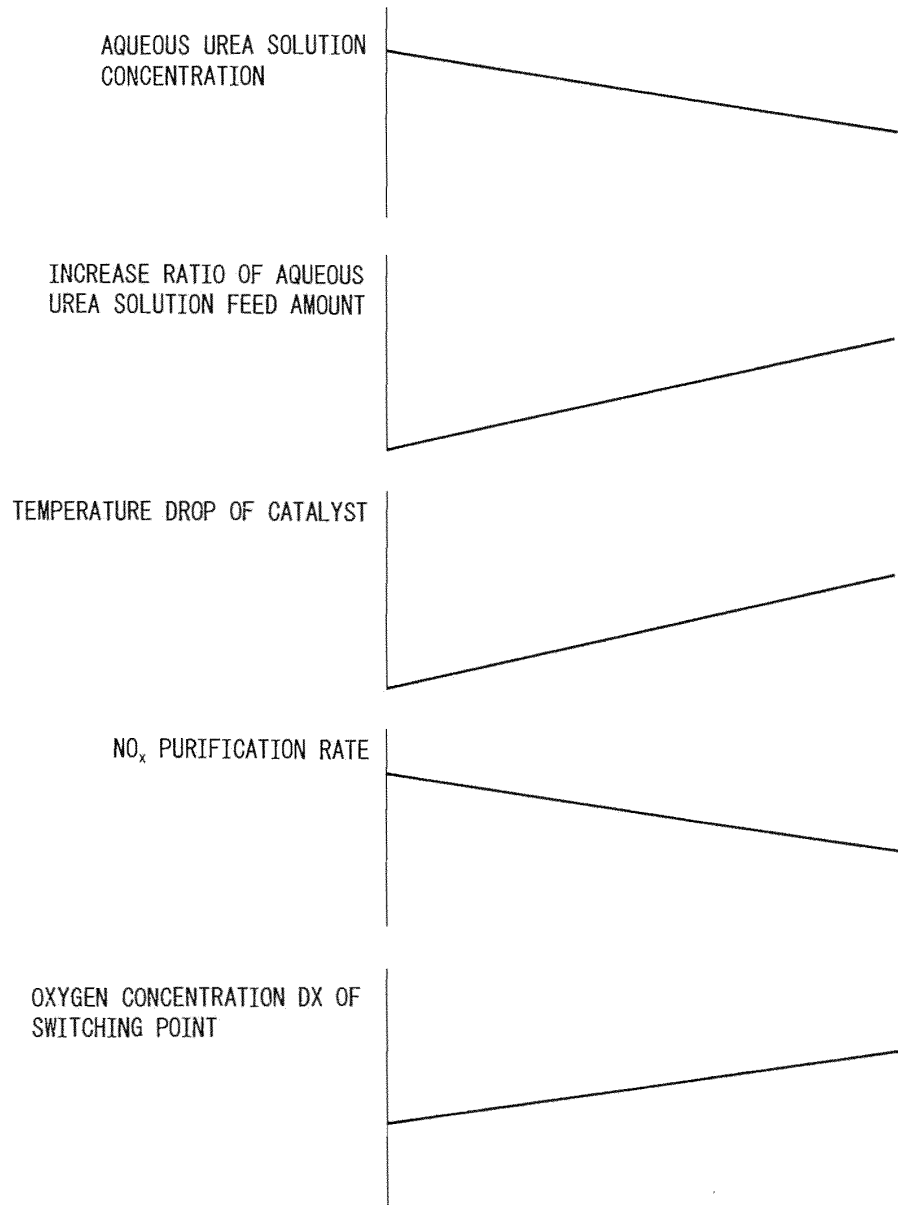 AQUEOUS UREA SOLUTION
CONCENTRATION
INCREASE RATIO OF AQUEOUS
UREA SOLUTION FEED AMOUNT
TEMPERATURE DROP OF CATALYST
NOₓ PURIFICATION RATE
OXYGEN CONCENTRATION DX OF
SWITCHING POINT